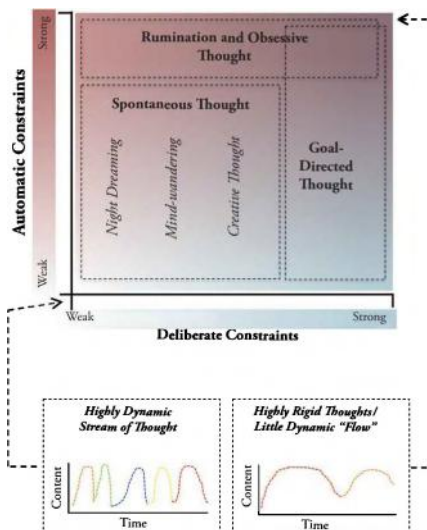 Strong
Automatic Constraints
Weak
Rumination and Obsessive
Thought
Spontaneous Thought
Night Dreaming
Mind-wandering
Creative Thought
Goal-
Directed
Thought
Weak
Strong
Deliberate Constraints
Highly Dynamic
Stream of Thought
Content
Time
Highly Rigid Thoughts/
Little Dynamic “Flow”
Content
Time